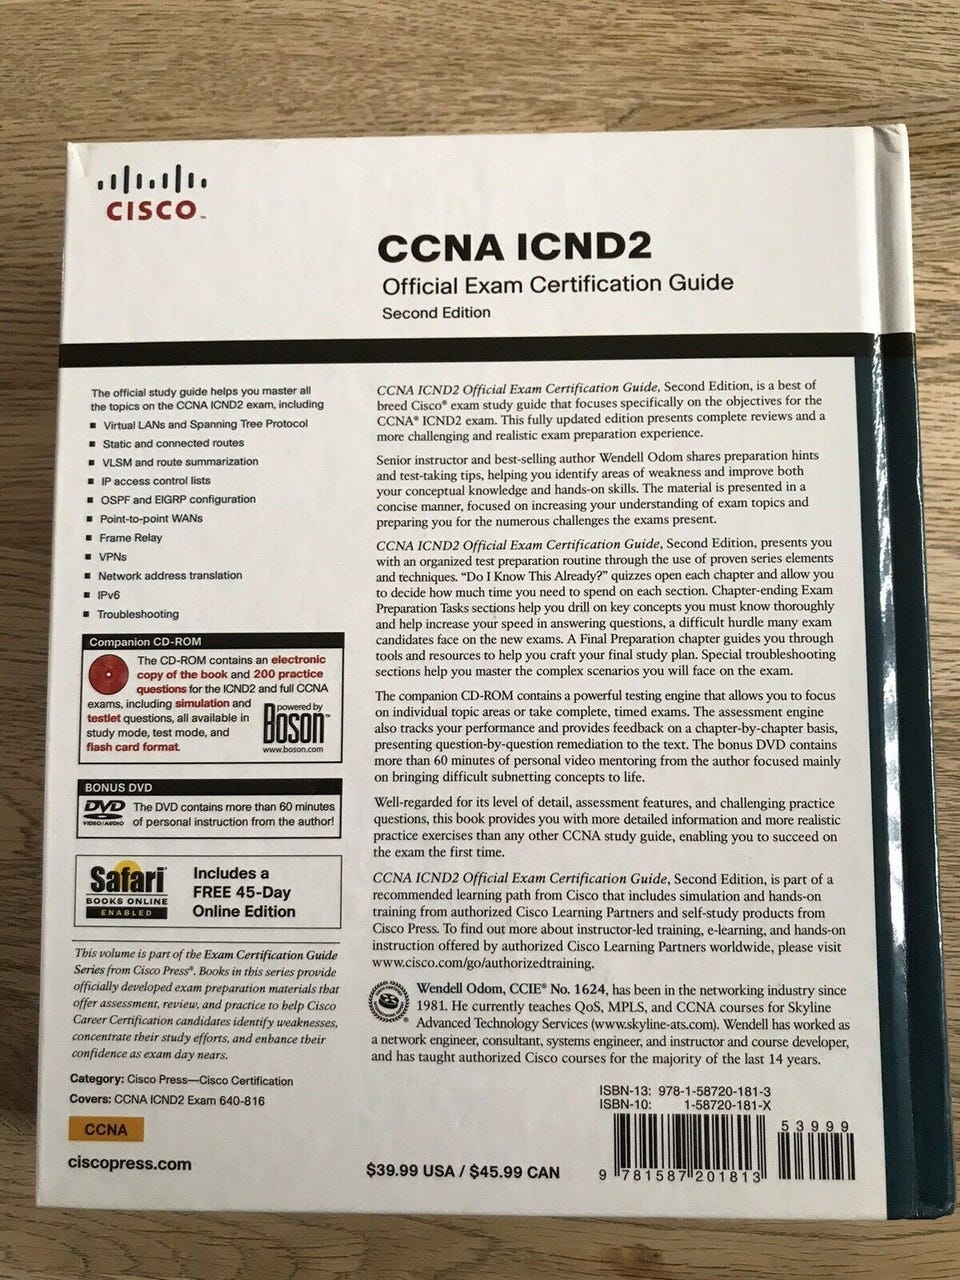 CISCO™
CCNA ICND2
Official Exam Certification Guide
Second Edition
The official study guide helps you master all
the topics on the CCNA ICND2 exam, including
■ Virtual LANs and Spanning Tree Protocol
■ Static and connected routes
■ VLSM and route summarization
■ IP access control lists
■ OSPF and EIGRP configuration
■ Point-to-point WANs
■ Frame Relay
■ VPNs
■ Network address translation
■ IPv6
■ Troubleshooting
Companion CD-ROM
The CD-ROM contains an electronic
copy of the book and 200 practice
questions for the ICND2 and full CCNA
exams, including simulation and
testlet questions, all available in
study mode, test mode, and
flash card format.
powered by
Boson™
www.boson.com
BONUS DVD
DVD
VIDEO/AUDIO
The DVD contains more than 60 minutes
of personal instruction from the author!
Safari
BOOKS ONLINE
ENABLED
Includes a
FREE 45-Day
Online Edition
This volume is part of the Exam Certification Guide
Series from Cisco Press®. Books in this series provide
officially developed exam preparation materials that
offer assessment, review, and practice to help Cisco
Career Certification candidates identify weaknesses,
concentrate their study efforts, and enhance their
confidence as exam day nears.
Category: Cisco Press—Cisco Certification
Covers: CCNA ICND2 Exam 640-816
CCNA
ciscopress.com
CCNA ICND2 Official Exam Certification Guide, Second Edition, is a best of
breed Cisco® exam study guide that focuses specifically on the objectives for the
CCNA® ICND2 exam. This fully updated edition presents complete reviews and a
more challenging and realistic exam preparation experience.
Senior instructor and best-selling author Wendell Odom shares preparation hints
and test-taking tips, helping you identify areas of weakness and improve both
your conceptual knowledge and hands-on skills. The material is presented in a
concise manner, focused on increasing your understanding of exam topics and
preparing you for the numerous challenges the exams present.
CCNA ICND2 Official Exam Certification Guide, Second Edition, presents you
with an organized test preparation routine through the use of proven series elements
and techniques. “Do I Know This Already?” quizzes open each chapter and allow you
to decide how much time you need to spend on each section. Chapter-ending Exam
Preparation Tasks sections help you drill on key concepts you must know thoroughly
and help increase your speed in answering questions, a difficult hurdle many exam
candidates face on the new exams. A Final Preparation chapter guides you through
tools and resources to help you craft your final study plan. Special troubleshooting
sections help you master the complex scenarios you will face on the exam.
The companion CD-ROM contains a powerful testing engine that allows you to focus
on individual topic areas or take complete, timed exams. The assessment engine
also tracks your performance and provides feedback on a chapter-by-chapter basis,
presenting question-by-question remediation to the text. The bonus DVD contains
more than 60 minutes of personal video mentoring from the author focused mainly
on bringing difficult subnetting concepts to life.
Well-regarded for its level of detail, assessment features, and challenging practice
questions, this book provides you with more detailed information and more realistic
practice exercises than any other CCNA study guide, enabling you to succeed on
the exam the first time.
CCNA ICND2 Official Exam Certification Guide, Second Edition, is part of a
recommended learning path from Cisco that includes simulation and hands-on
training from authorized Cisco Learning Partners and self-study products from
Cisco Press. To find out more about instructor-led training, e-learning, and hands-on
instruction offered by authorized Cisco Learning Partners worldwide, please visit
www.cisco.com/go/authorizedtraining.
Wendell Odom, CCIE® No. 1624, has been in the networking industry since
1981. He currently teaches QoS, MPLS, and CCNA courses for Skyline
Advanced Technology Services (www.skyline-ats.com). Wendell has worked as
a network engineer, consultant, systems engineer, and instructor and course developer,
and has taught authorized Cisco courses for the majority of the last 14 years.
ISBN-13: 978-1-58720-181-3
ISBN-10: 1-58720-181-X
53999
9 781587 201813
$39.99 USA / $45.99 CAN